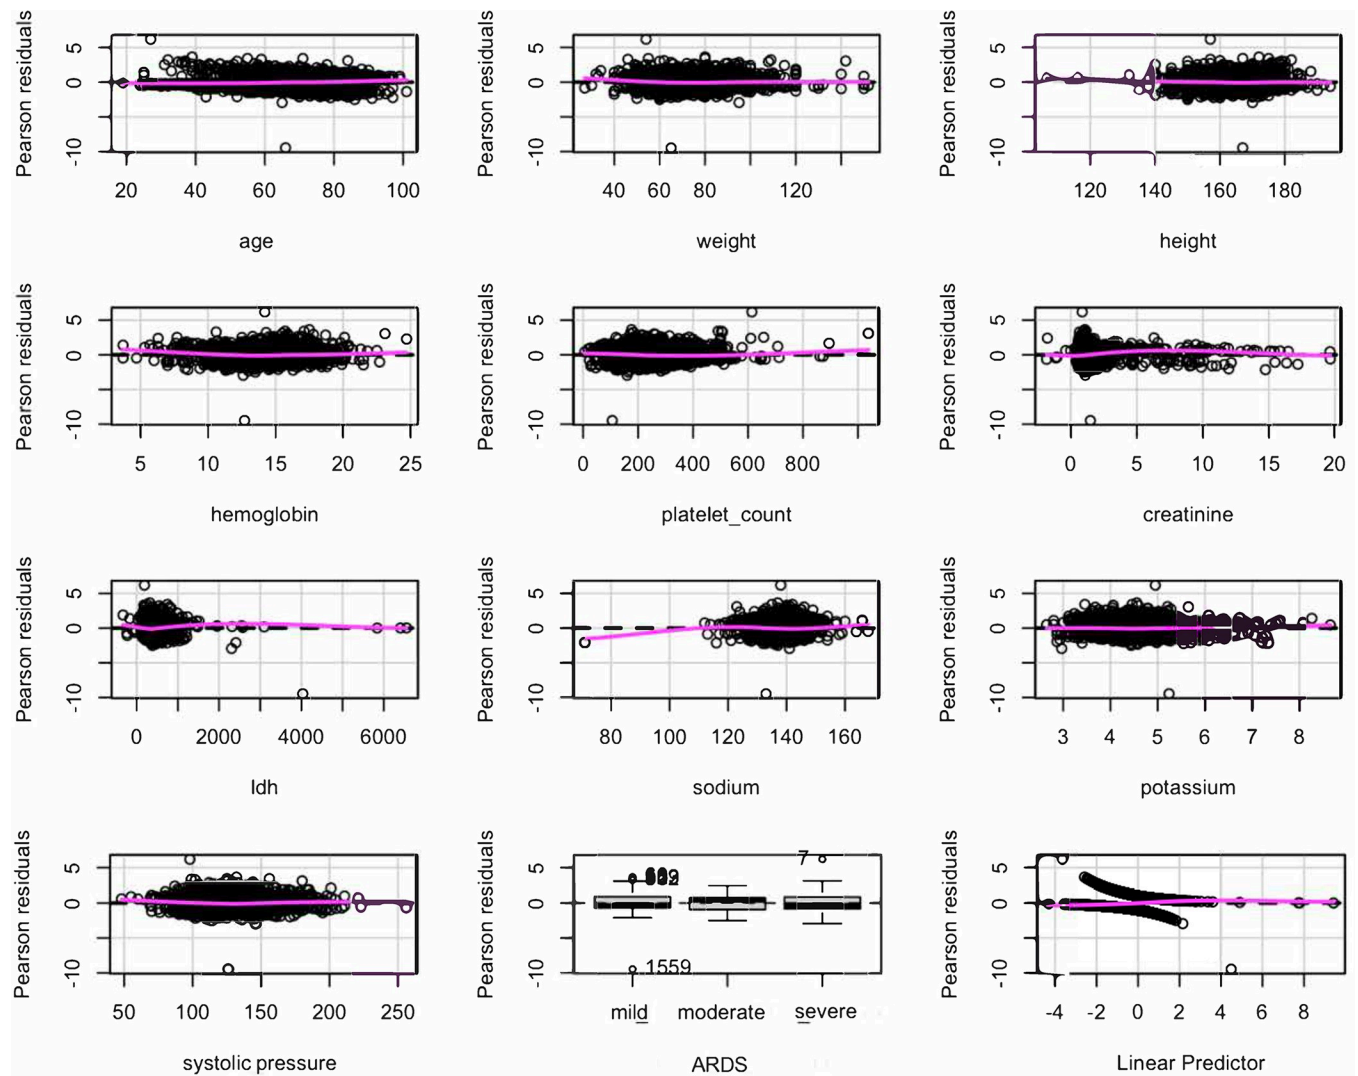 Pearson residuals
5
0
-10
20 40 60 80 100
age
Pearson residuals
5
0
-10
40 60 80 120
weight
Pearson residuals
5
0
-10
120 140 160 180
height
Pearson residuals
5
0
-10
5 10 15 20 25
hemoglobin
Pearson residuals
5
0
-10
0 200 400 600 800
platelet_count
Pearson residuals
5
0
-10
0 5 10 15 20
creatinine
Pearson residuals
5
0
-10
0 2000 4000 6000
ldh
Pearson residuals
5
0
-10
80 100 120 140 160
sodium
Pearson residuals
5
0
-10
3 4 5 6 7 8
potassium
Pearson residuals
5
0
-10
50 100 150 200 250
systolic pressure
Pearson residuals
5
0
-10
7
1559
mild moderate severe
ARDS
Pearson residuals
5
0
-10
-4 -2 0 2 4 6 8
Linear Predictor